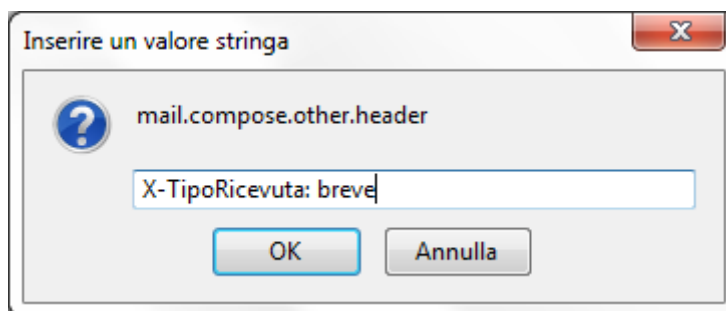 Inserire un valore stringa
mail.compose.other.header
X-TipoRicevuta: breve
OK
Annulla